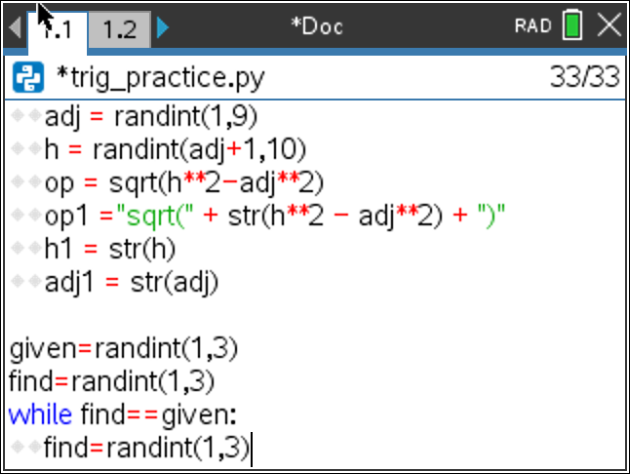 1.1 1.2 *Doc RAD
*trig_practice.py 33/33
adj = randint(1,9)
h = randint(adj+1,10)
op = sqrt(h**2-adj**2)
op1 ="sqrt(" + str(h**2 - adj**2) + ")"
h1 = str(h)
adj1 = str(adj)
given=randint(1,3)
find=randint(1,3)
while find==given:
find=randint(1,3)